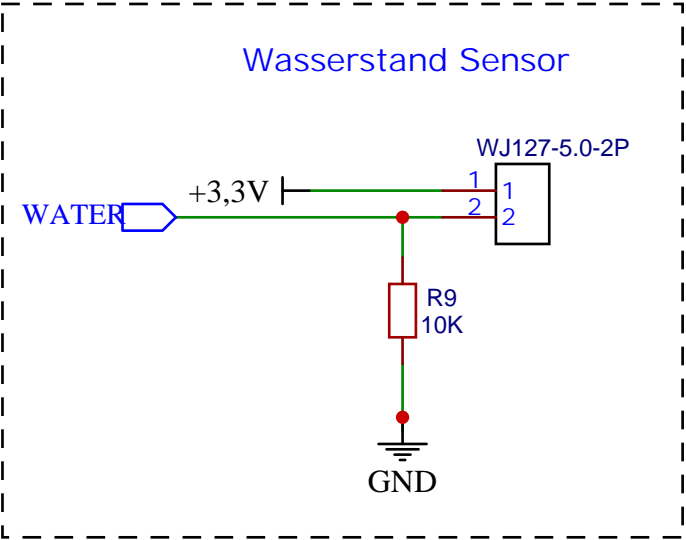 Wasserstand Sensor
WJ127-5.0-2P
+3,3V
1
1
WATER
2
2
R9
10K
GND